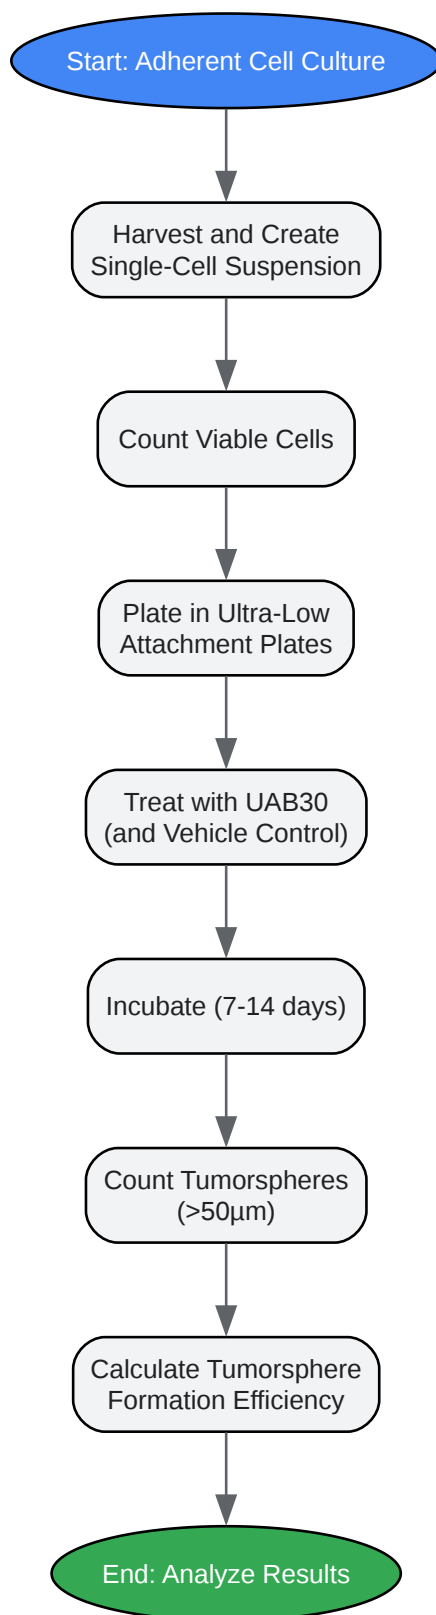 Start: Adherent Cell Culture
Harvest and Create
Single-Cell Suspension
Count Viable Cells
Plate in Ultra-Low
Attachment Plates
Treat with UAB30
(and Vehicle Control)
Incubate (7-14 days)
Count Tumorspheres
(>50µm)
Calculate Tumorsphere
Formation Efficiency
End: Analyze Results